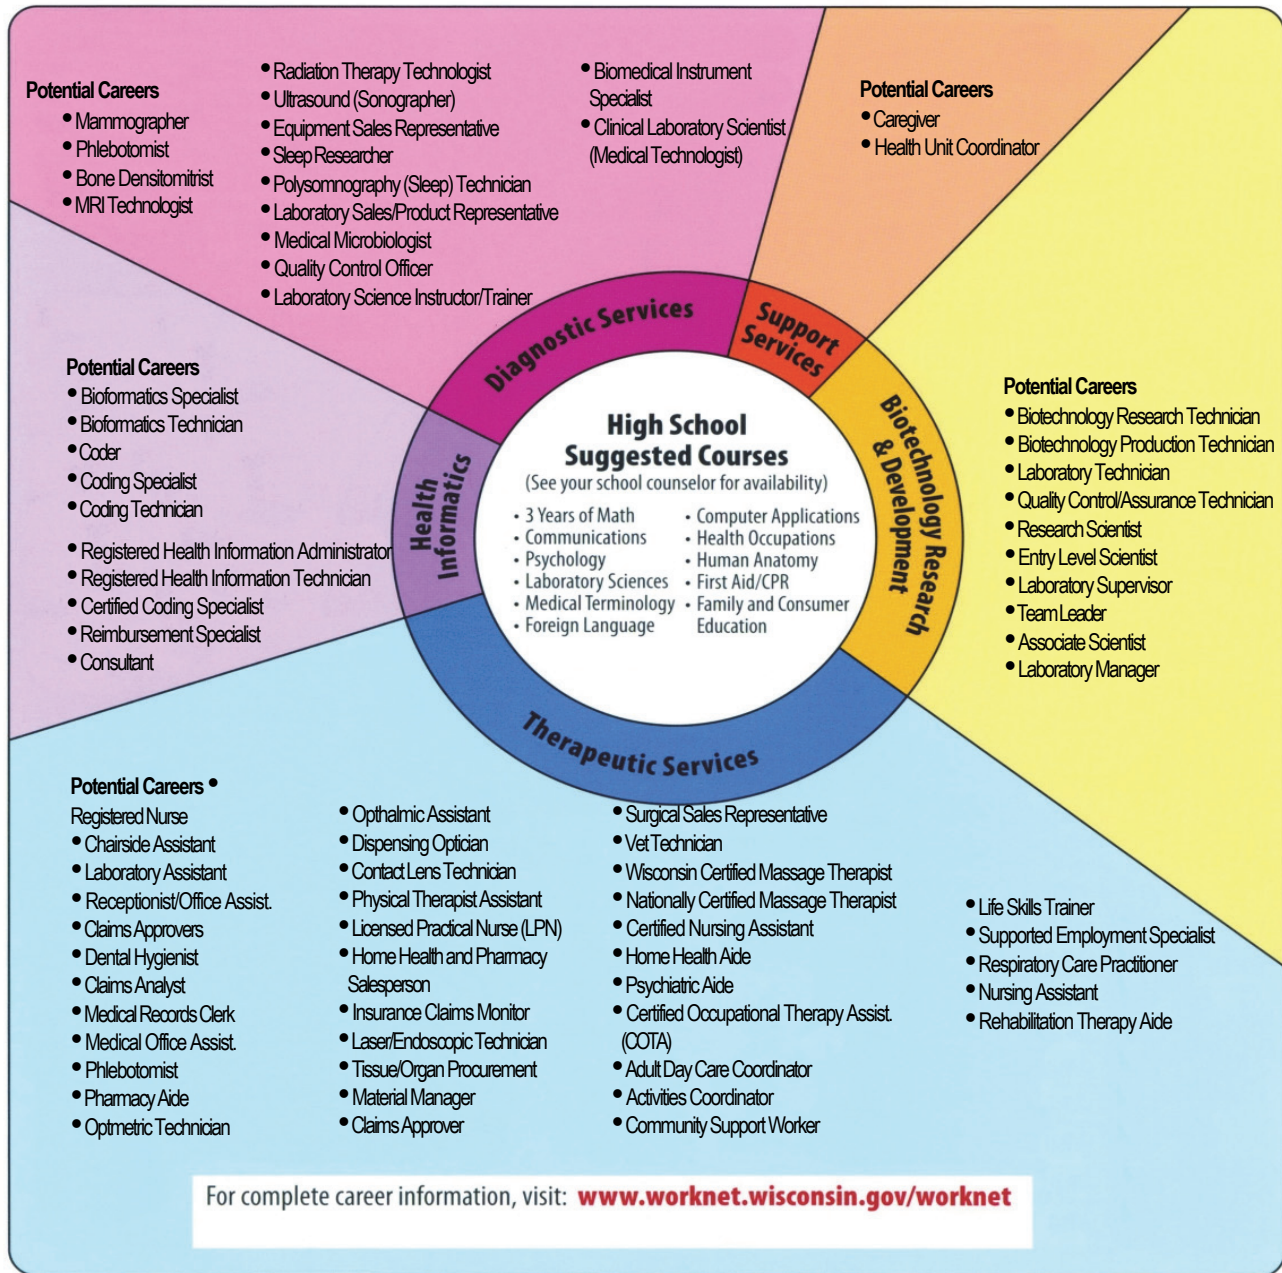 Potential Careers
• Mammographer
• Phlebotomist
• Bone Densitomitrist
• MRI Technologist
• Radiation Therapy Technologist
• Ultrasound (Sonographer)
• Equipment Sales Representative
• Sleep Researcher
• Polysomnography (Sleep) Technician
• Laboratory Sales/Product Representative
• Medical Microbiologist
• Quality Control Officer
• Laboratory Science Instructor/Trainer
• Biomedical Instrument
Specialist
• Clinical Laboratory Scientist
(Medical Technologist)
Potential Careers
• Caregiver
• Health Unit Coordinator
Diagnostic Services
Support
Services
Biotechnology Research
& Development
Health
Informatics
Therapeutic Services
High School
Suggested Courses
(See your school counselor for availability)
• 3 Years of Math
• Communications
• Psychology
• Laboratory Sciences
• Medical Terminology
• Foreign Language
• Computer Applications
• Health Occupations
• Human Anatomy
• First Aid/CPR
• Family and Consumer
Education
Potential Careers
• Bioformatics Specialist
• Bioformatics Technician
• Coder
• Coding Specialist
• Coding Technician
• Registered Health Information Administrator
• Registered Health Information Technician
• Certified Coding Specialist
• Reimbursement Specialist
• Consultant
Potential Careers
• Biotechnology Research Technician
• Biotechnology Production Technician
• Laboratory Technician
• Quality Control/Assurance Technician
• Research Scientist
• Entry Level Scientist
• Laboratory Supervisor
• Team Leader
• Associate Scientist
• Laboratory Manager
Potential Careers •
Registered Nurse
• Chairside Assistant
• Laboratory Assistant
• Receptionist/Office Assist.
• Claims Approvers
• Dental Hygienist
• Claims Analyst
• Medical Records Clerk
• Medical Office Assist.
• Phlebotomist
• Pharmacy Aide
• Optmetric Technician
• Opthalmic Assistant
• Dispensing Optician
• Contact Lens Technician
• Physical Therapist Assistant
• Licensed Practical Nurse (LPN)
• Home Health and Pharmacy
Salesperson
• Insurance Claims Monitor
• Laser/Endoscopic Technician
• Tissue/Organ Procurement
• Material Manager
• Claims Approver
• Surgical Sales Representative
• Vet Technician
• Wisconsin Certified Massage Therapist
• Nationally Certified Massage Therapist
• Certified Nursing Assistant
• Home Health Aide
• Psychiatric Aide
• Certified Occupational Therapy Assist.
(COTA)
• Adult Day Care Coordinator
• Activities Coordinator
• Community Support Worker
• Life Skills Trainer
• Supported Employment Specialist
• Respiratory Care Practitioner
• Nursing Assistant
• Rehabilitation Therapy Aide
For complete career information, visit: www.worknet.wisconsin.gov/worknet